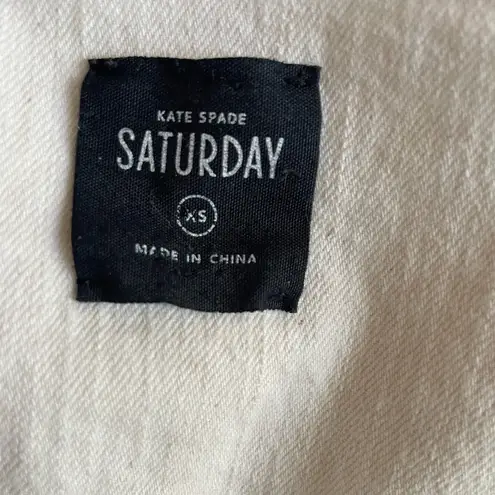 KATE SPADE
SATURDAY
XS
MADE IN CHINA